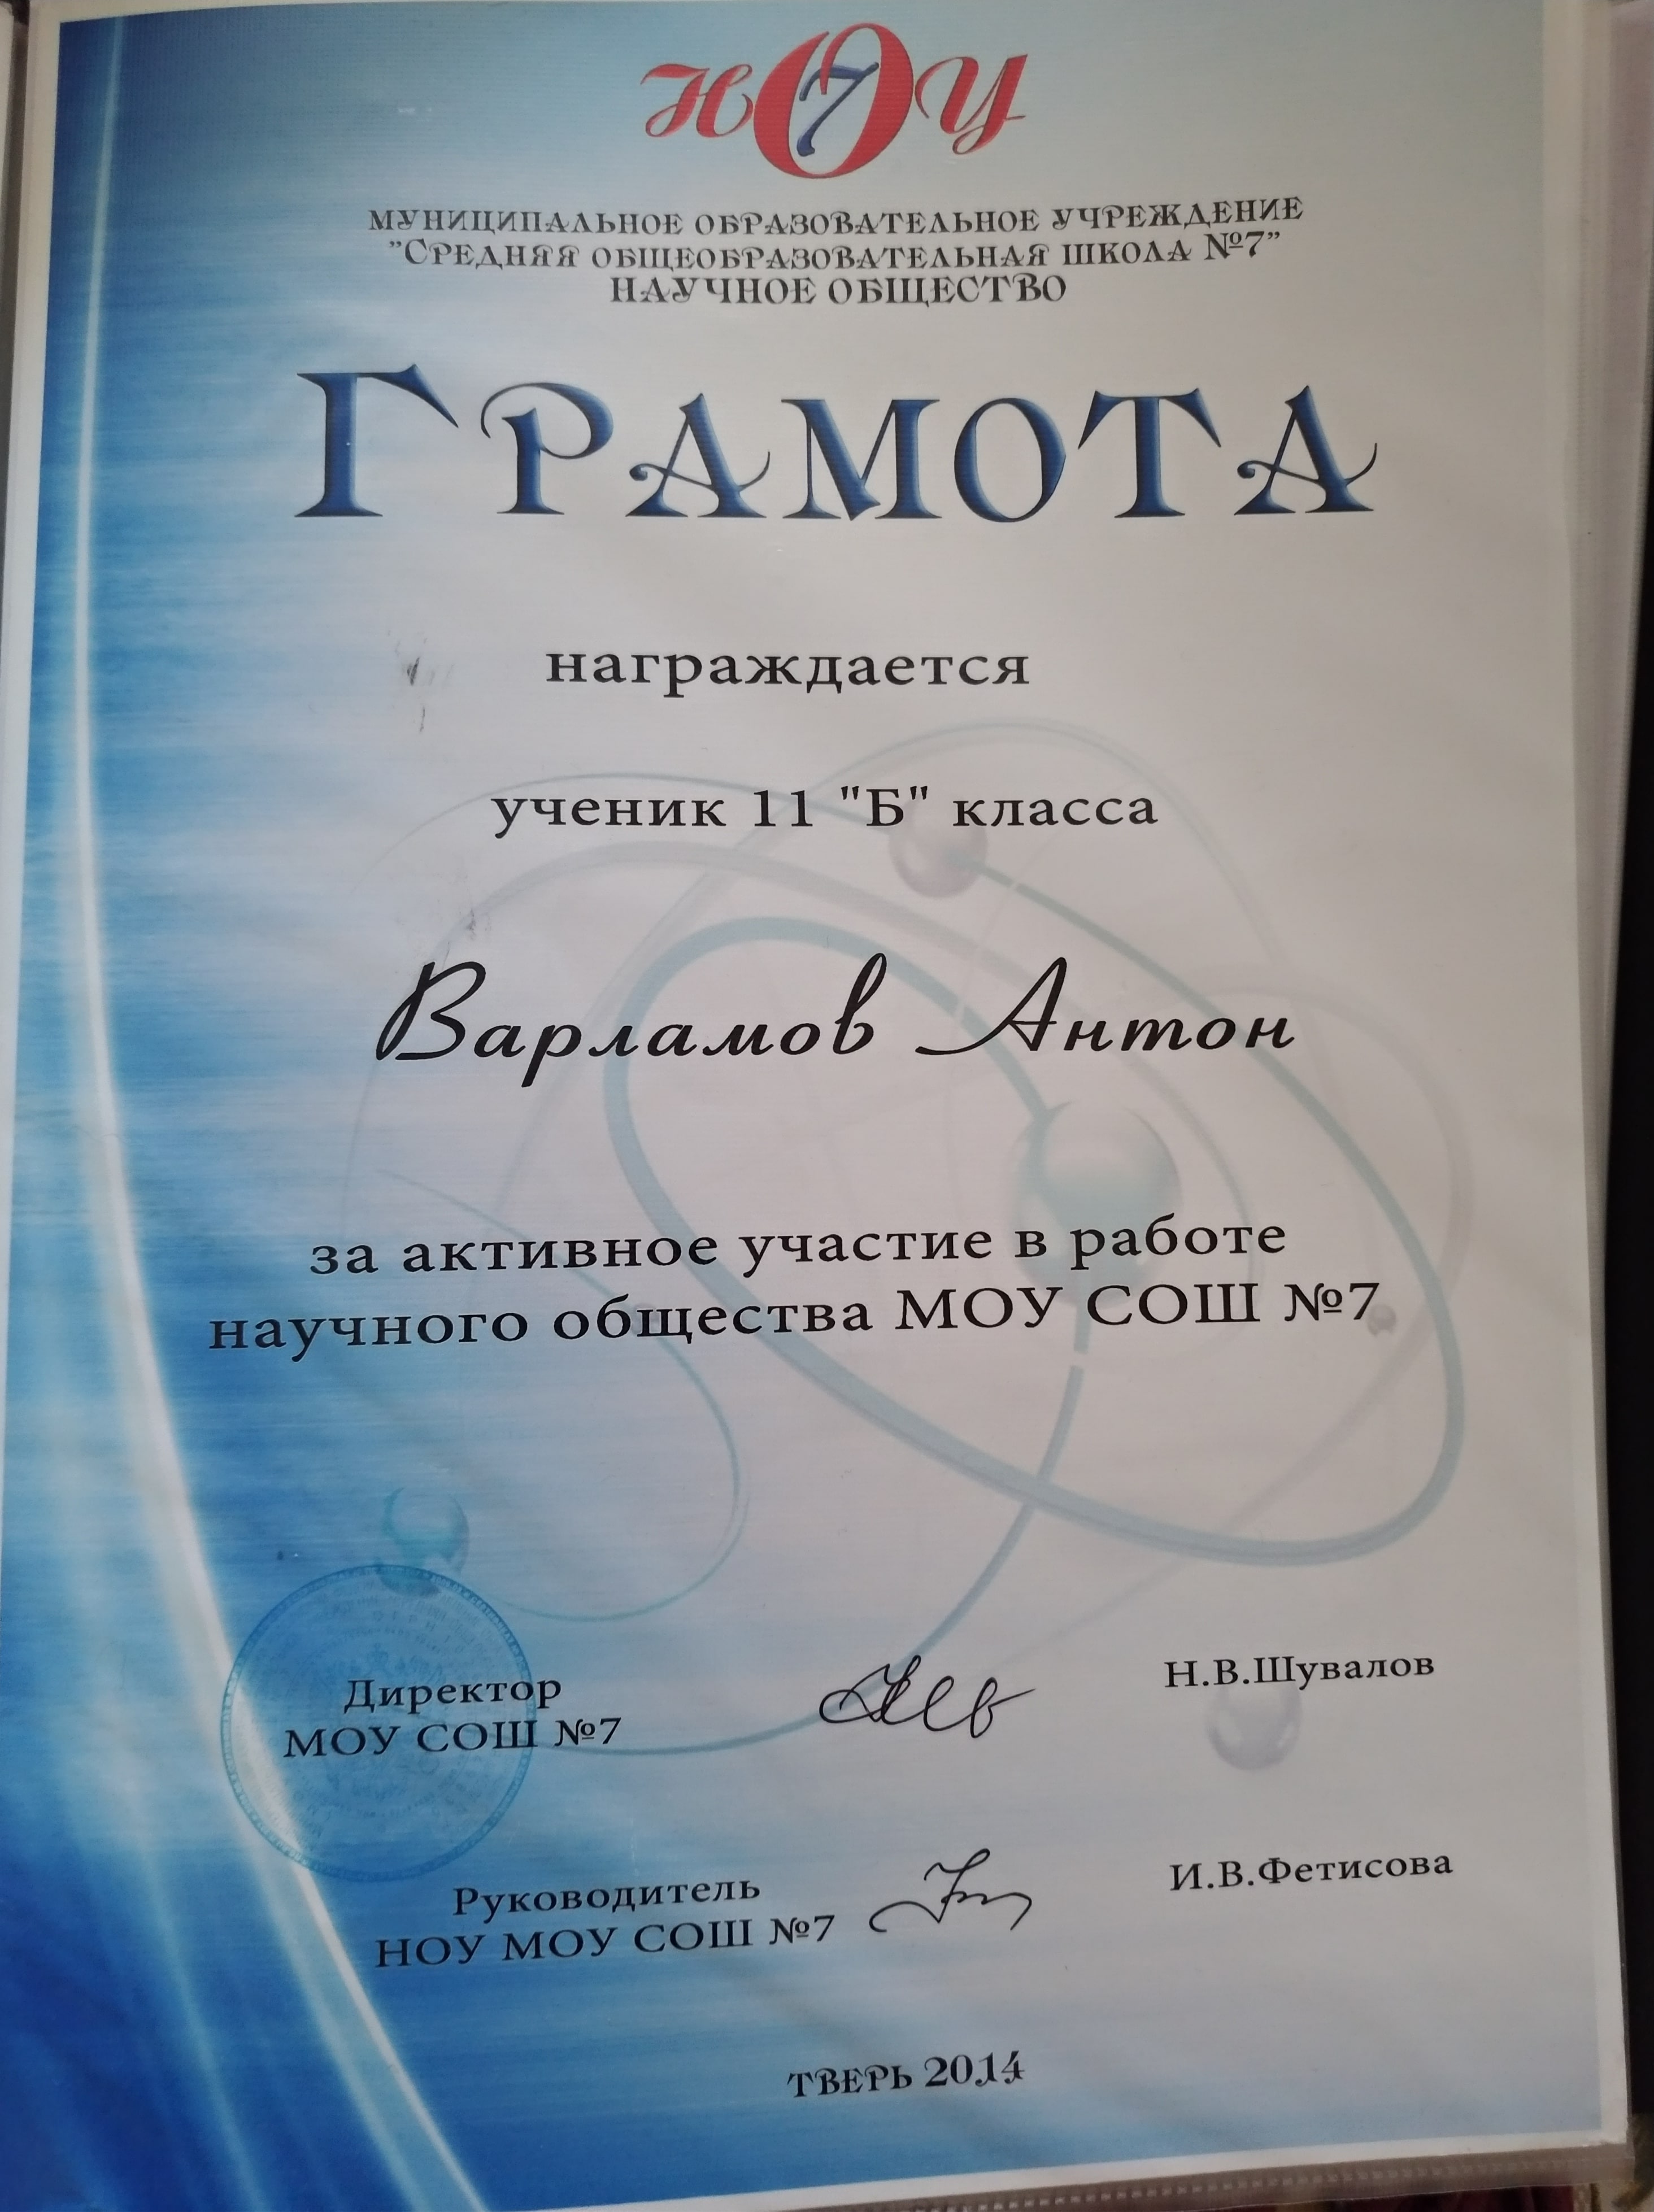 НО7У
МУНИЦИПАЛЬНОЕ ОБРАЗОВАТЕЛЬНОЕ УЧРЕЖДЕНИЕ
"СРЕДНЯЯ ОБЩЕОБРАЗОВАТЕЛЬНАЯ ШКОЛА №7"
НАУЧНОЕ ОБЩЕСТВО
ГРАМОТА
награждается
ученик 11 "Б" класса
Варламов Антон
за активное участие в работе
научного общества МОУ СОШ №7
Директор
МОУ СОШ №7
Н.В.Шувалов
Руководитель
НОУ МОУ СОШ №7
И.В.Фетисова
ТВЕРЬ 2014